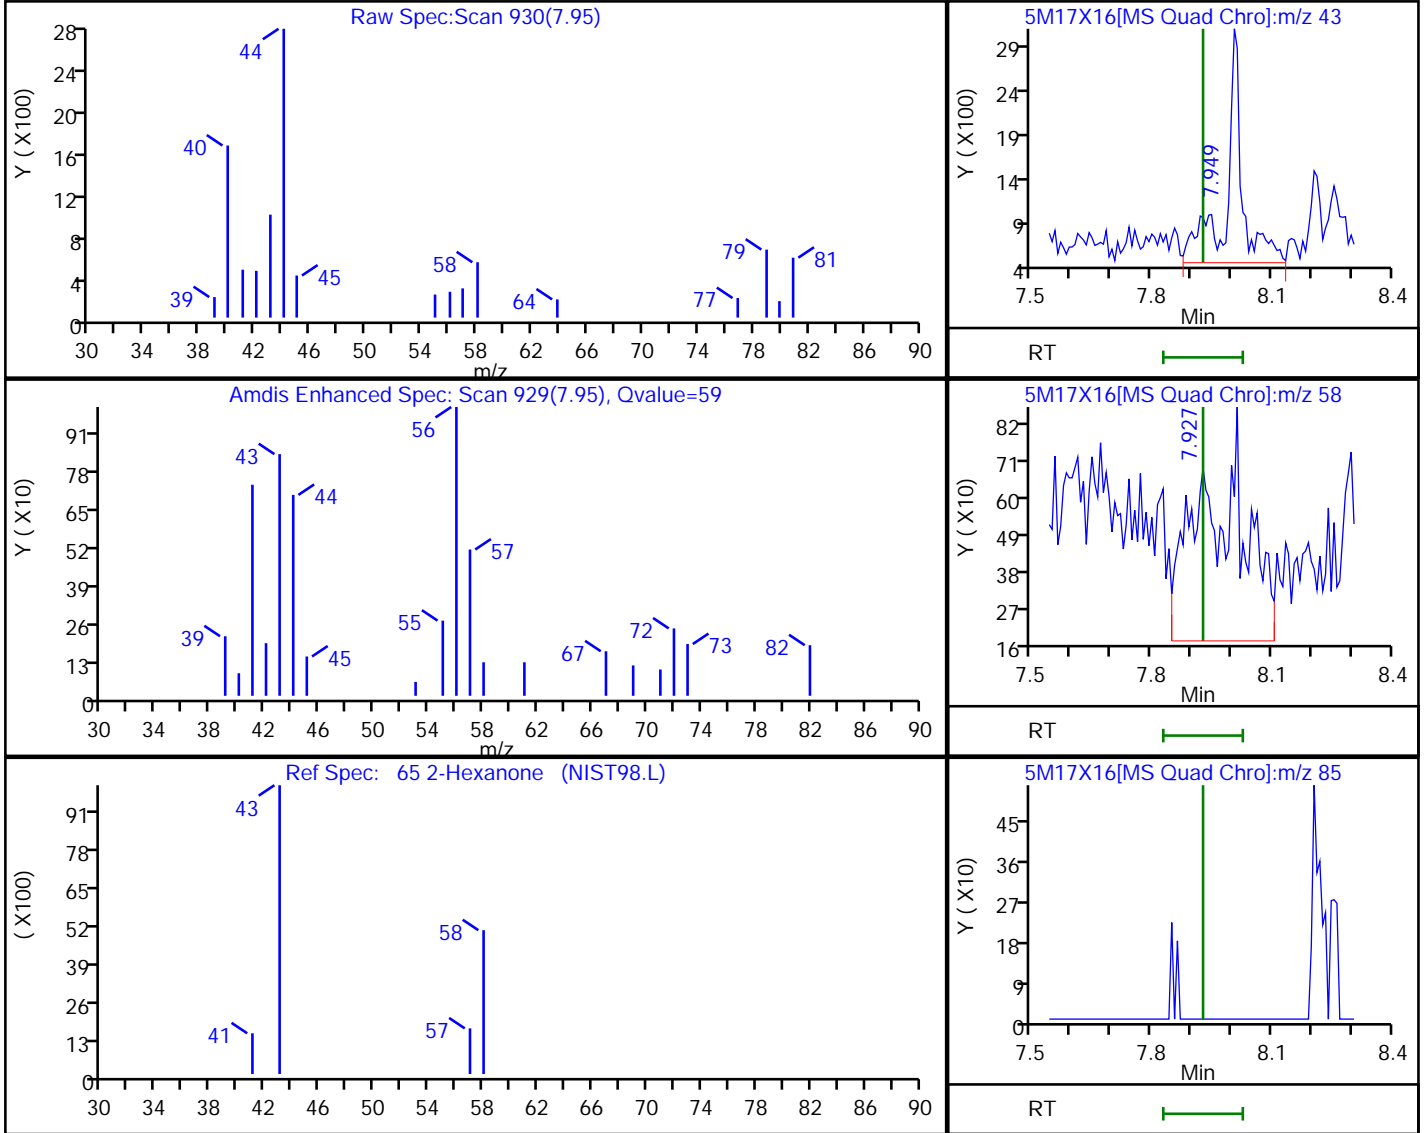 Raw Spec:Scan 930(7.95)
Y ( X100)
28
24
20
16
12
8
4
0
44
40
39
45
58
64
79
77
81
30 34 38 42 46 50 54 58 62 66 70 74 78 82 86 90
m/z
5M17X16[MS Quad Chro]:m/z 43
Y ( X100)
29
24
19
14
9
4
7.949
7.5 7.8 8.1 8.4
Min
RT
Amdis Enhanced Spec: Scan 929(7.95), Qvalue=59
Y ( X10)
91
78
65
52
39
26
13
0
56
43
44
57
55
39
45
67
72
73
82
30 34 38 42 46 50 54 58 62 66 70 74 78 82 86 90
m/z
5M17X16[MS Quad Chro]:m/z 58
Y ( X10)
82
71
60
49
38
27
16
7.927
7.5 7.8 8.1 8.4
Min
RT
Ref Spec: 65 2-Hexanone (NIST98.L)
( X100)
91
78
65
52
39
26
13
0
43
58
41
57
30 34 38 42 46 50 54 58 62 66 70 74 78 82 86 90
5M17X16[MS Quad Chro]:m/z 85
Y ( X10)
45
36
27
18
9
0
7.5 7.8 8.1 8.4
Min
RT